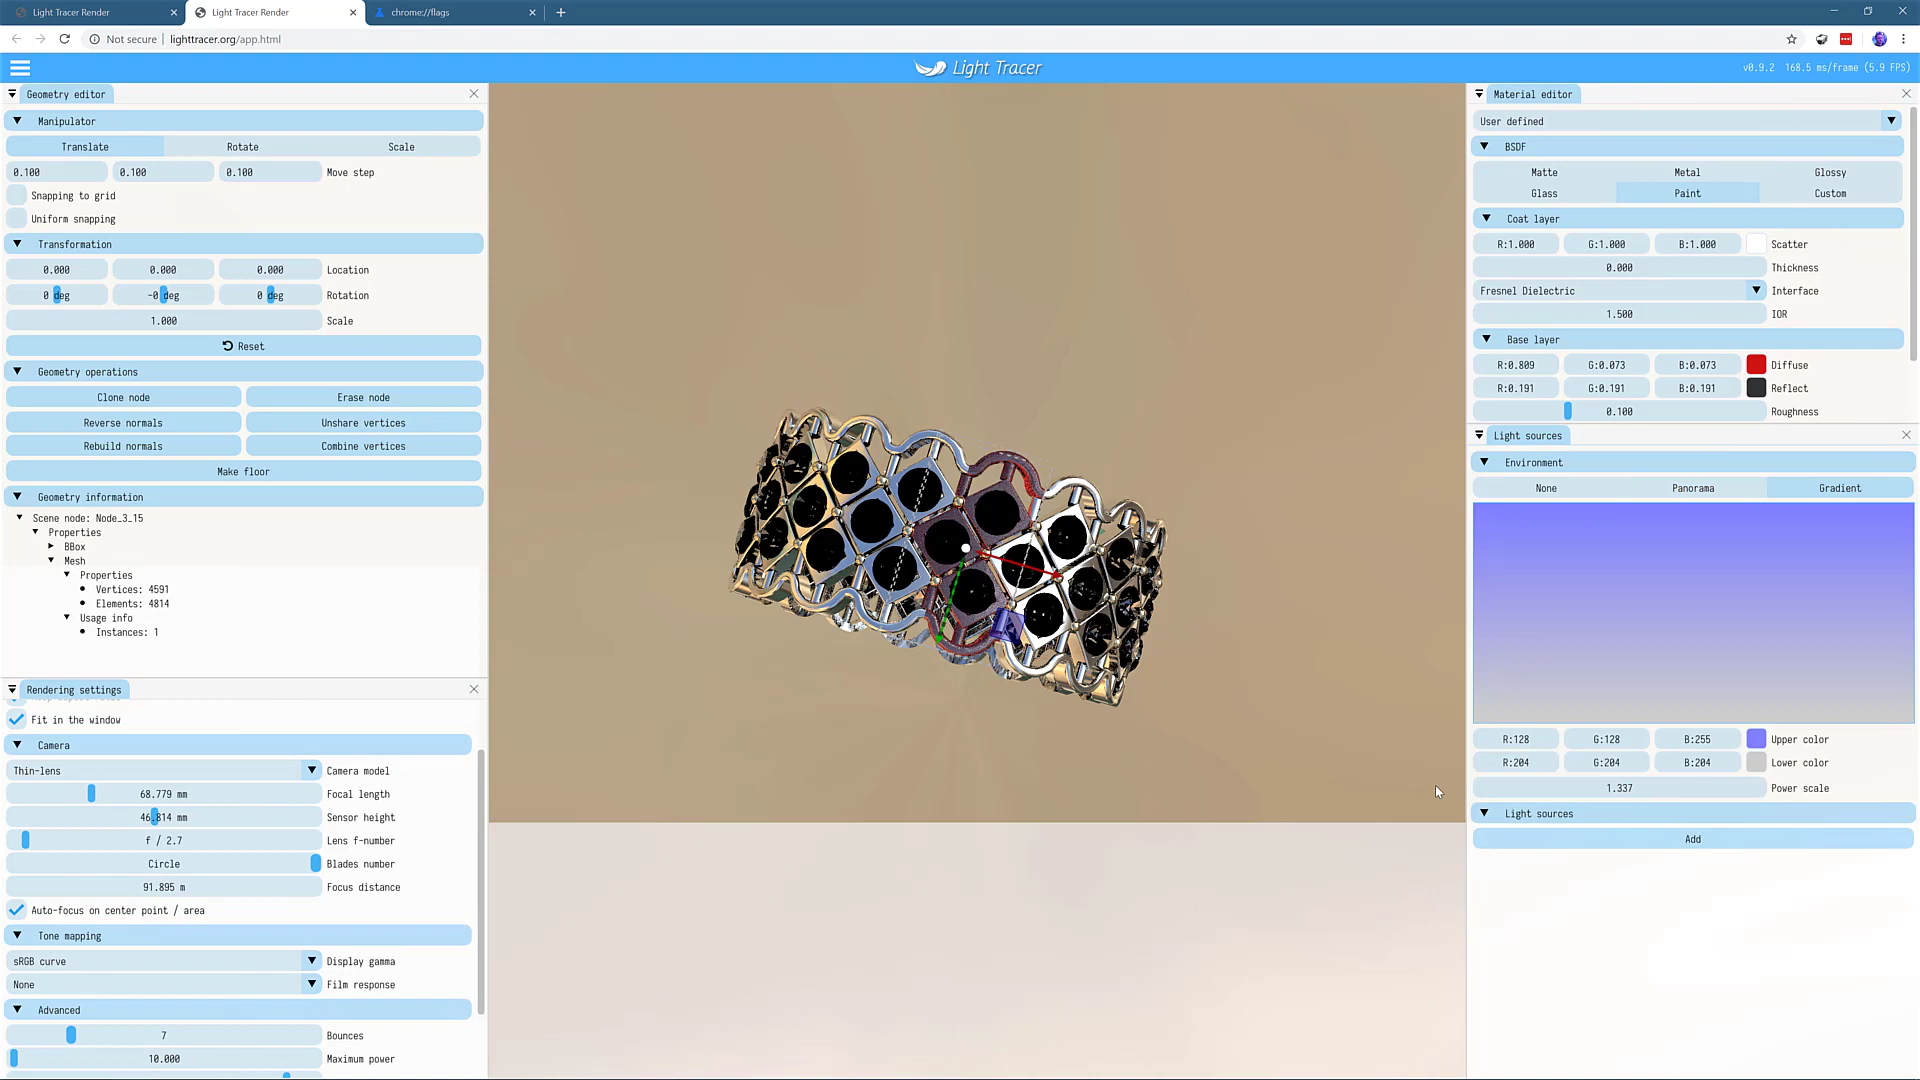 Light Tracer Render
Light Tracer Render
chrome://flags
Not secure | lighttracer.org/app.html
Light Tracer
v0.9.2 168.5 ms/frame (5.9 FPS)
Geometry editor
Manipulator
Translate Rotate Scale
0.100 0.100 0.100 Move step
Snapping to grid
Uniform snapping
Transformation
0.000 0.000 0.000 Location
0 deg -0 deg 0 deg Rotation
1.000 Scale
Reset
Geometry operations
Clone node Erase node
Reverse normals Unshare vertices
Rebuild normals Combine vertices
Make floor
Geometry information
Scene node: Node_3_15
Properties
BBox
Mesh
Properties
Vertices: 4591
Elements: 4814
Usage info
Instances: 1
Rendering settings
Fit in the window
Camera
Thin-lens Camera model
68.779 mm Focal length
46.814 mm Sensor height
f / 2.7 Lens f-number
Circle Blades number
91.895 m Focus distance
Auto-focus on center point / area
Tone mapping
sRGB curve Display gamma
None Film response
Advanced
7 Bounces
10.000 Maximum power
Material editor
User defined
BSDF
Matte Metal Glossy
Glass Paint Custom
Coat layer
R:1.000 G:1.000 B:1.000 Scatter
0.000 Thickness
Fresnel Dielectric Interface
1.500 IOR
Base layer
R:0.809 G:0.073 B:0.073 Diffuse
R:0.191 G:0.191 B:0.191 Reflect
0.100 Roughness
Light sources
Environment
None Panorama Gradient
R:128 G:128 B:255 Upper color
R:204 G:204 B:204 Lower color
1.337 Power scale
Light sources
Add